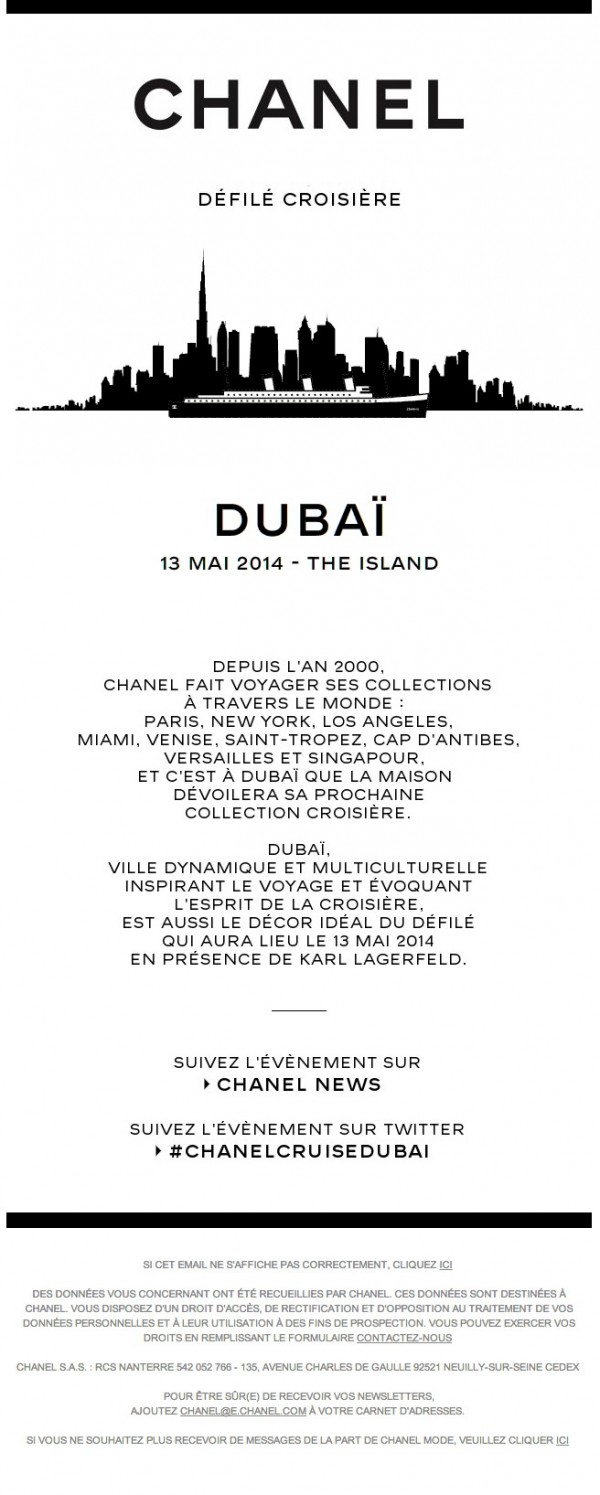 CHANEL
DÉFILÉ CROISIÈRE
DUBAÏ
13 MAI 2014 - THE ISLAND
DEPUIS L'AN 2000,
CHANEL FAIT VOYAGER SES COLLECTIONS
À TRAVERS LE MONDE :
PARIS, NEW YORK, LOS ANGELES,
MIAMI, VENISE, SAINT-TROPEZ, CAP D'ANTIBES,
VERSAILLES ET SINGAPOUR,
ET C'EST À DUBAÏ QUE LA MAISON
DÉVOILERA SA PROCHAINE
COLLECTION CROISIÈRE.
DUBAÏ,
VILLE DYNAMIQUE ET MULTICULTURELLE
INSPIRANT LE VOYAGE ET ÉVOQUANT
L'ESPRIT DE LA CROISIÈRE,
EST AUSSI LE DÉCOR IDÉAL DU DÉFILÉ
QUI AURA LIEU LE 13 MAI 2014
EN PRÉSENCE DE KARL LAGERFELD.
SUIVEZ L'ÉVÈNEMENT SUR
CHANEL NEWS
SUIVEZ L'ÉVÈNEMENT SUR TWITTER
#CHANELCRUISEDUBAI
SI CET EMAIL NE S'AFFICHE PAS CORRECTEMENT, CLIQUEZ ICI
DES DONNÉES VOUS CONCERNANT ONT ÉTÉ RECUEILLIES PAR CHANEL. CES DONNÉES SONT DESTINÉES À
CHANEL. VOUS DISPOSEZ D'UN DROIT D'ACCÈS, DE RECTIFICATION ET D'OPPOSITION AU TRAITEMENT DE VOS
DONNÉES PERSONNELLES ET À LEUR UTILISATION À DES FINS DE PROSPECTION. VOUS POUVEZ EXERCER VOS
DROITS EN REMPLISSANT LE FORMULAIRE CONTACTEZ-NOUS
CHANEL S.A.S. : RCS NANTERRE 542 052 766 - 135, AVENUE CHARLES DE GAULLE 92521 NEUILLY-SUR-SEINE CEDEX
POUR ÊTRE SÛR(E) DE RECEVOIR VOS NEWSLETTERS,
AJOUTEZ CHANEL@E.CHANEL.COM À VOTRE CARNET D'ADRESSES.
SI VOUS NE SOUHAITEZ PLUS RECEVOIR DE MESSAGES DE LA PART DE CHANEL MODE, VEUILLEZ CLIQUER ICI